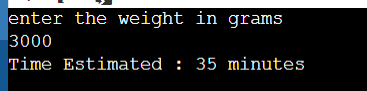 enter the weight in grams
3000
Time Estimated : 35 minutes